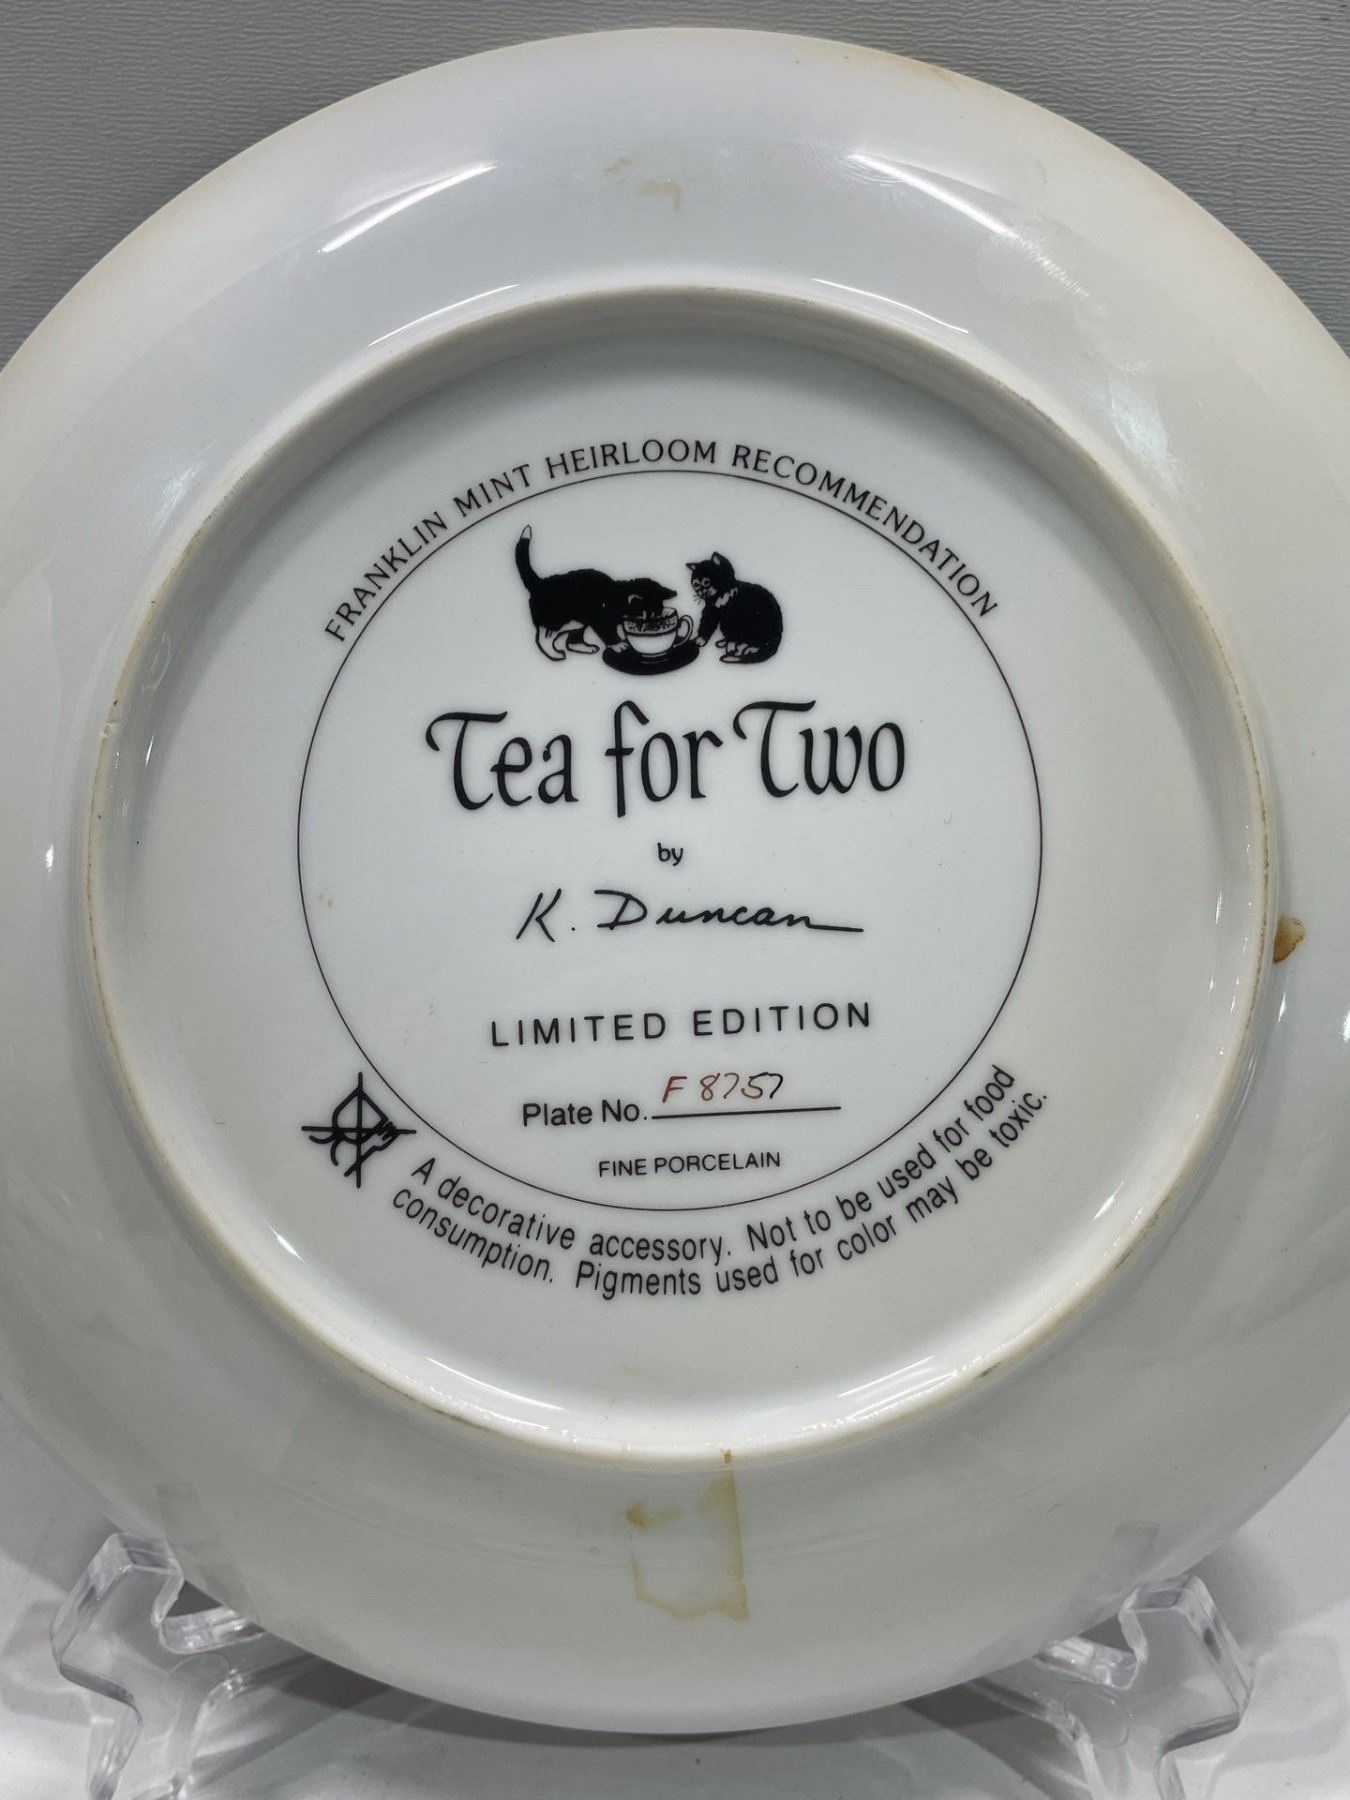 FRANKLIN MINT HEIRLOOM RECOMMENDATION
Tea for Two
by
K. Duncan
LIMITED EDITION
Plate No. F8757
FINE PORCELAIN
A decorative accessory. Not to be used for food
consumption. Pigments used for color may be toxic.